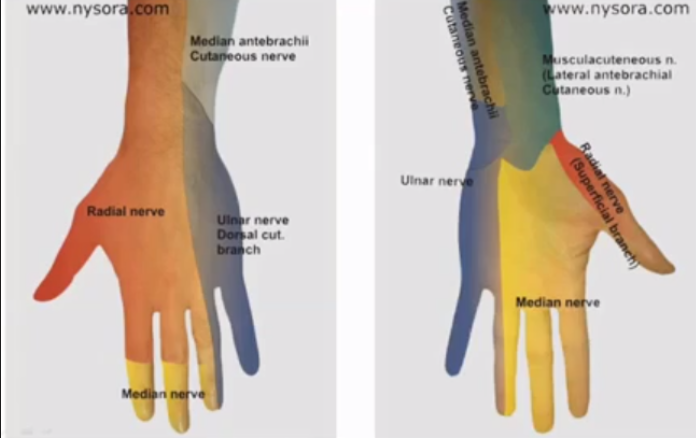 www.nysora.com
Median antebrachii
Cutaneous nerve
Radial nerve
Ulnar nerve
Dorsal cut.
branch
Median nerve
www.nysora.com
Median antebrachii
Cutaneous nerve
Musculacuteneous n.
(Lateral antebrachial
Cutaneous n.)
Radial nerve
(Superficial branch)
Ulnar nerve
Median nerve